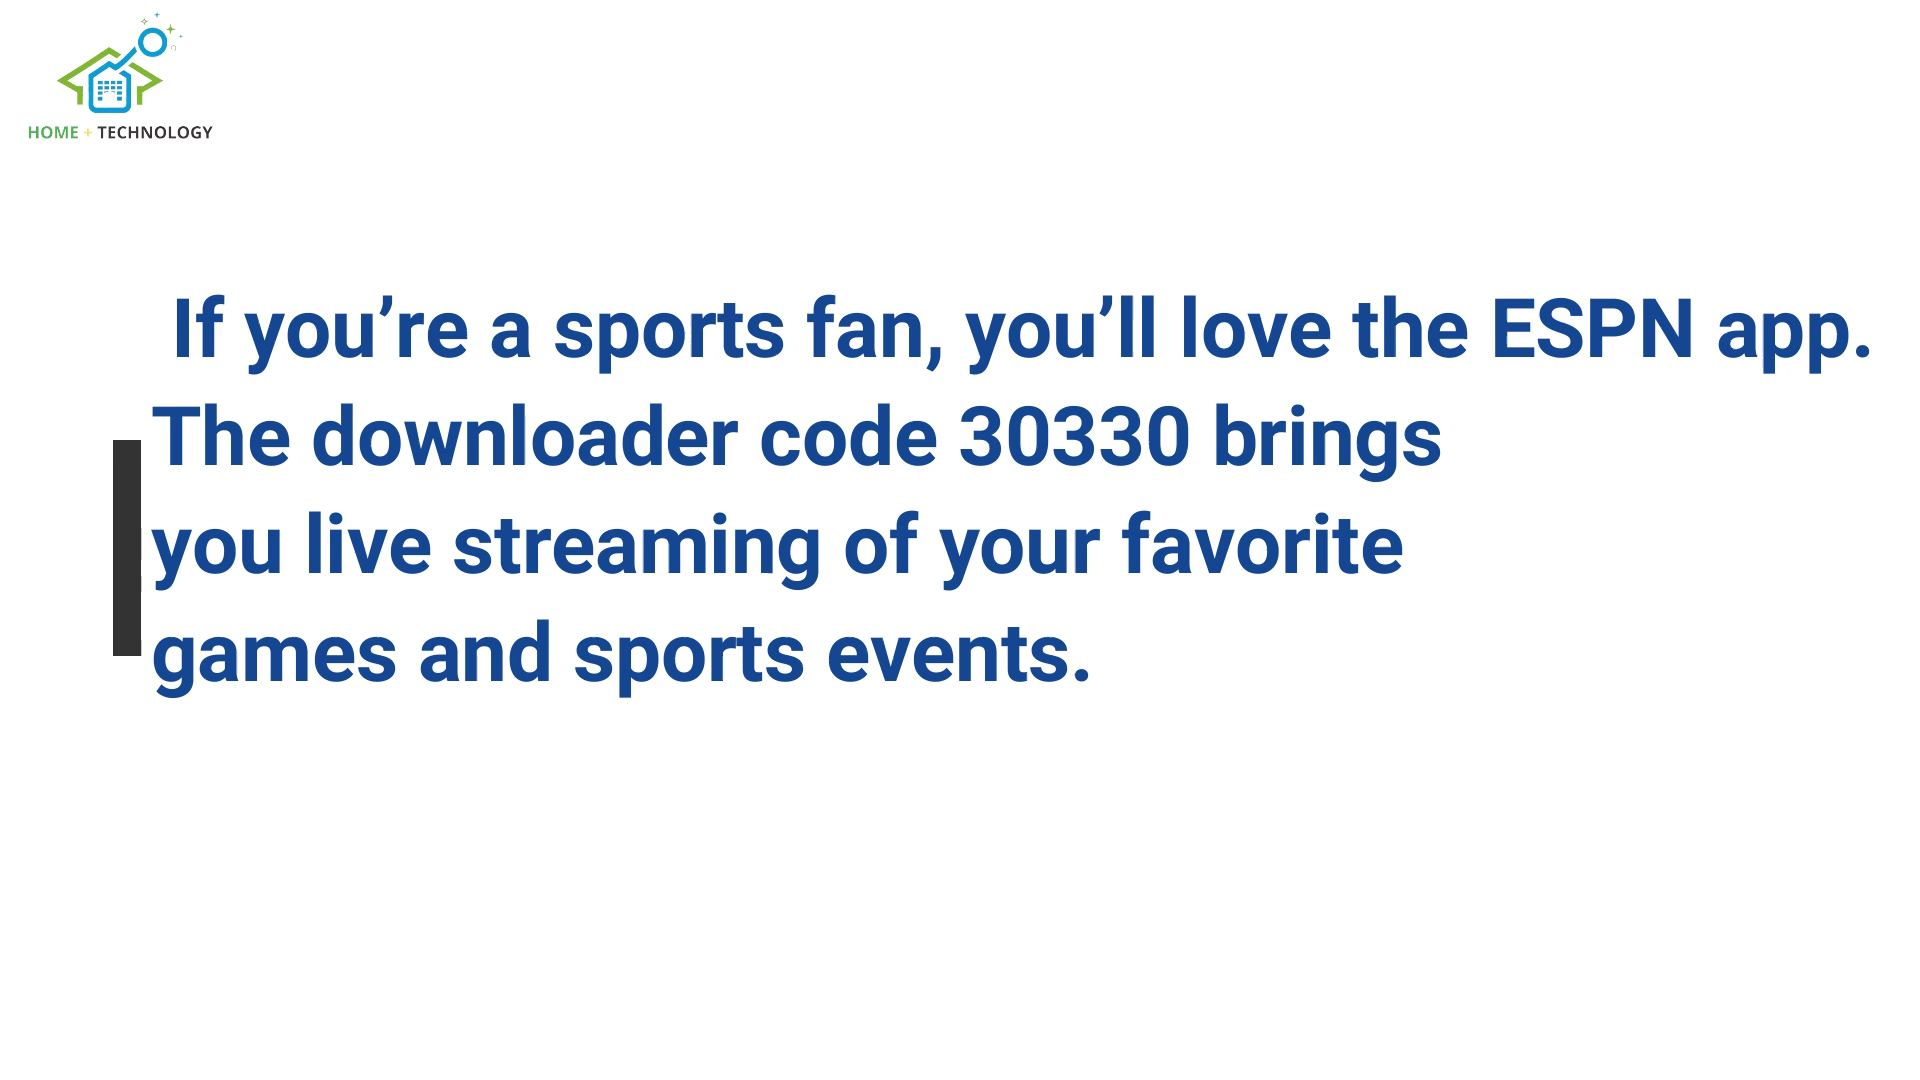 HOME + TECHNOLOGY
If you’re a sports fan, you’ll love the ESPN app.
The downloader code 30330 brings
you live streaming of your favorite
games and sports events.